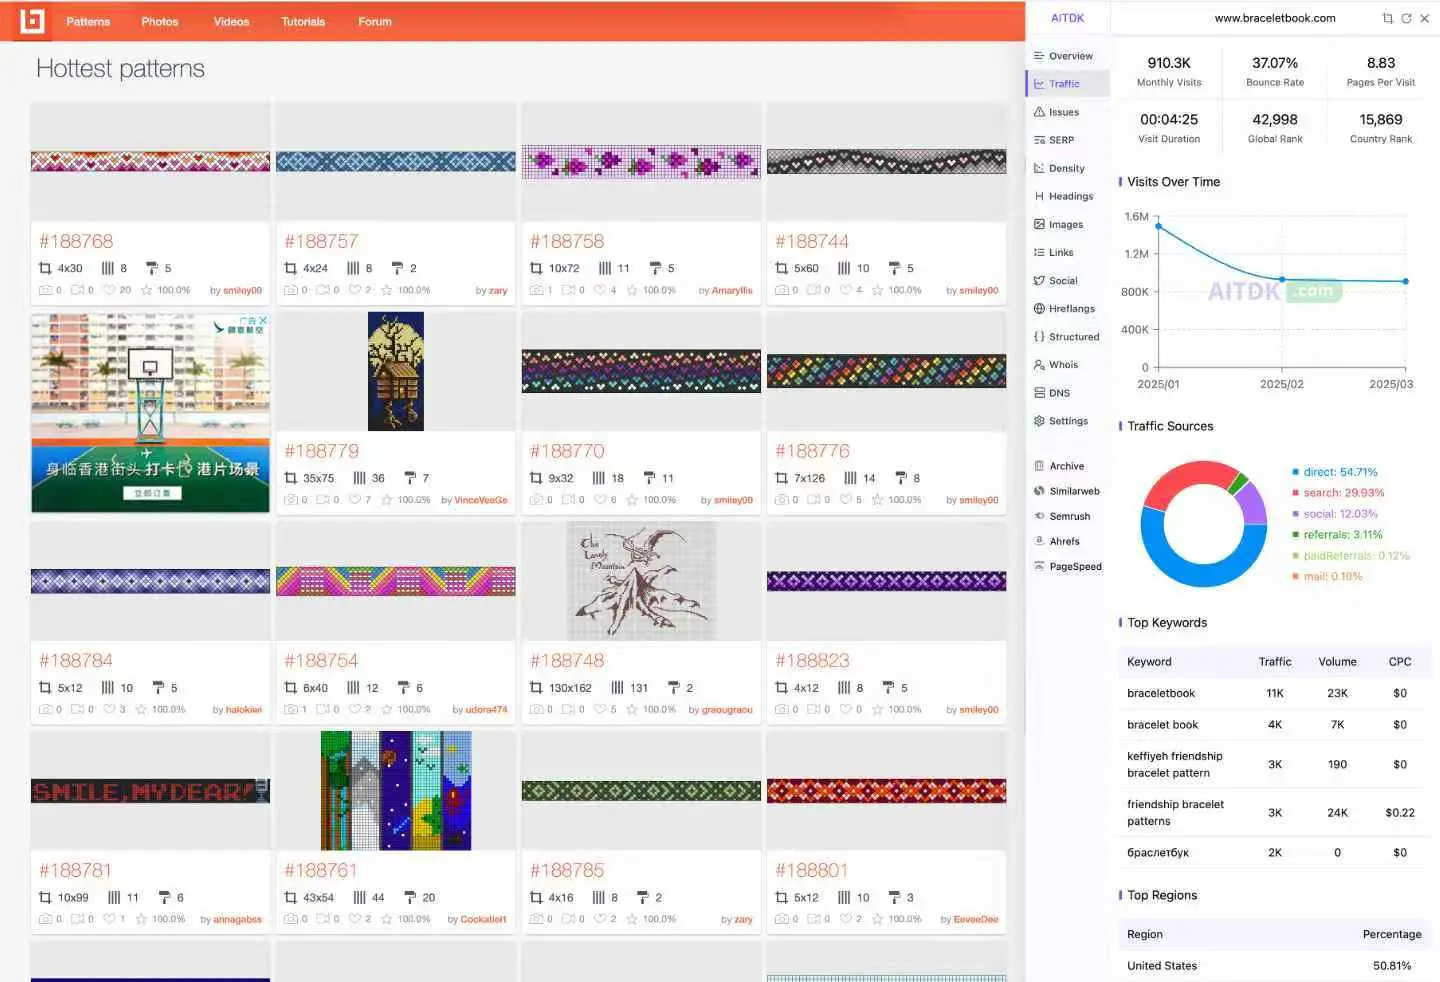 Patterns
Photos
Videos
Tutorials
Forum
Hottest patterns
#188768
4x30 8 5
0 0 20 100.0% by smiley00
#188757
4x24 8 2
0 0 2 100.0% by zary
#188758
10x72 11 5
1 0 4 100.0% by Amaryllis
#188744
5x60 10 5
0 0 4 100.0% by smiley00
广告
身临香港街头打卡 港片场景
立即订票
#188779
35x75 36 7
0 0 7 100.0% by VinceVeeGo
#188770
9x32 18 11
0 0 6 100.0% by smiley00
#188776
7x126 14 8
0 0 5 100.0% by smiley00
#188784
5x12 10 5
0 0 3 100.0% by halokiwi
#188754
6x40 12 6
1 0 2 100.0% by udora474
The
Lonely
Mountain
#188748
130x162 131 2
0 0 5 100.0% by graougraou
#188823
4x12 8 5
0 0 0 100.0% by smiley00
SMILE,MYDEAR!
#188781
10x99 11 6
0 0 1 100.0% by annagabss
#188761
43x54 44 20
0 0 2 100.0% by Cockatiel1
#188785
4x16 8 2
0 0 2 100.0% by zary
#188801
5x12 10 3
0 0 2 100.0% by EeveeDee
AITDK
www.braceletbook.com
Overview
Traffic
Issues
SERP
Density
Headings
Images
Links
Social
Hreflangs
Structured
Whois
DNS
Settings
Archive
Similarweb
Semrush
Ahrefs
PageSpeed
910.3K 37.07% 8.83
Monthly Visits Bounce Rate Pages Per Visit
00:04:25 42,998 15,869
Visit Duration Global Rank Country Rank
Visits Over Time
1.6M
1.2M
800K
400K
0
AITDK .com
2025/01 2025/02 2025/03
Traffic Sources
direct: 54.71%
search: 29.93%
social: 12.03%
referrals: 3.11%
paidReferrals: 0.12%
mail: 0.10%
Top Keywords
Keyword Traffic Volume CPC
braceletbook 11K 23K $0
bracelet book 4K 7K $0
keffiyeh friendship
bracelet pattern 3K 190 $0
friendship bracelet
patterns 3K 24K $0.22
браслетбук 2K 0 $0
Top Regions
Region Percentage
United States 50.81%